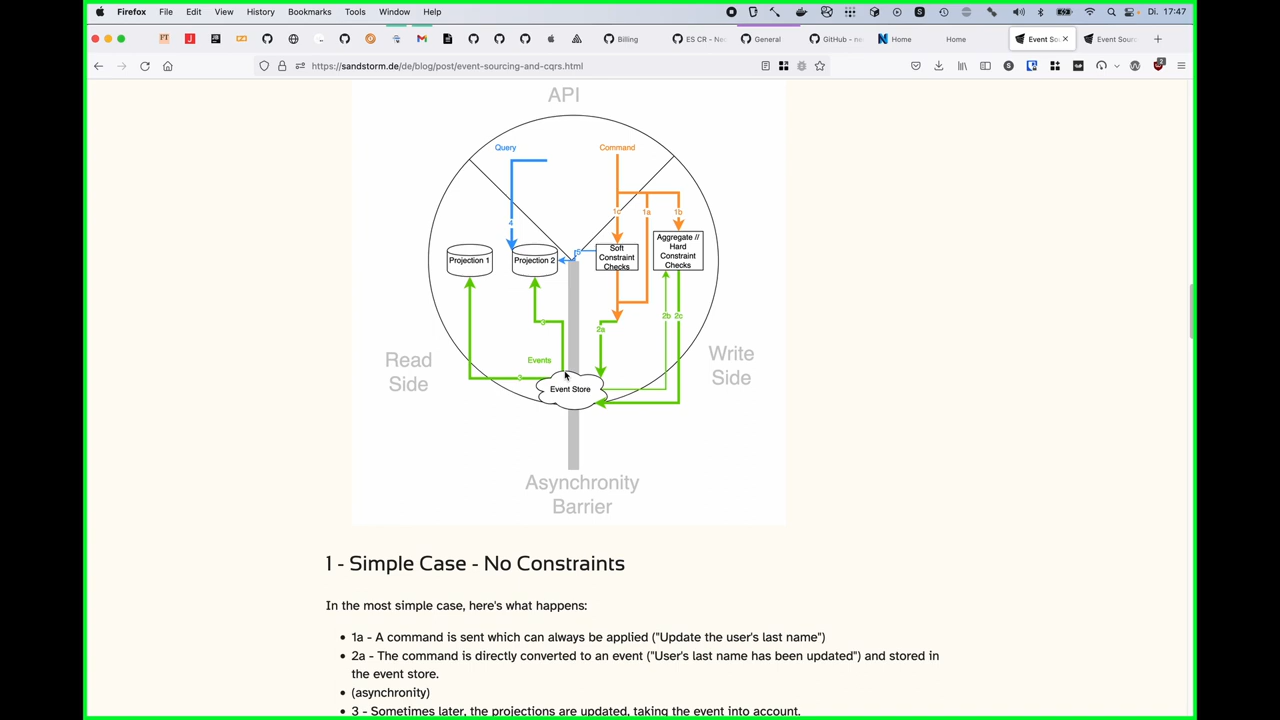 Firefox File Edit View History Bookmarks Tools Window Help Di. 17:47
Billing ES CR - Ne General GitHub - ne Home Home Event So Event Sour
https://sandstorm.de/de/blog/post/event-sourcing-and-cqrs.html
API
Query Command
4 1c 1a 1b
Projection 1 Projection 2 5 Soft Constraint Checks Aggregate // Hard Constraint Checks
3 2a 2b 2c
Events
Read Side
Write Side
3
Event Store
Asynchronity
Barrier
1 - Simple Case - No Constraints
In the most simple case, here's what happens:
• 1a - A command is sent which can always be applied ("Update the user's last name")
• 2a - The command is directly converted to an event ("User's last name has been updated") and stored in
the event store.
• (asynchronity)
• 3 - Sometimes later, the projections are updated, taking the event into account.